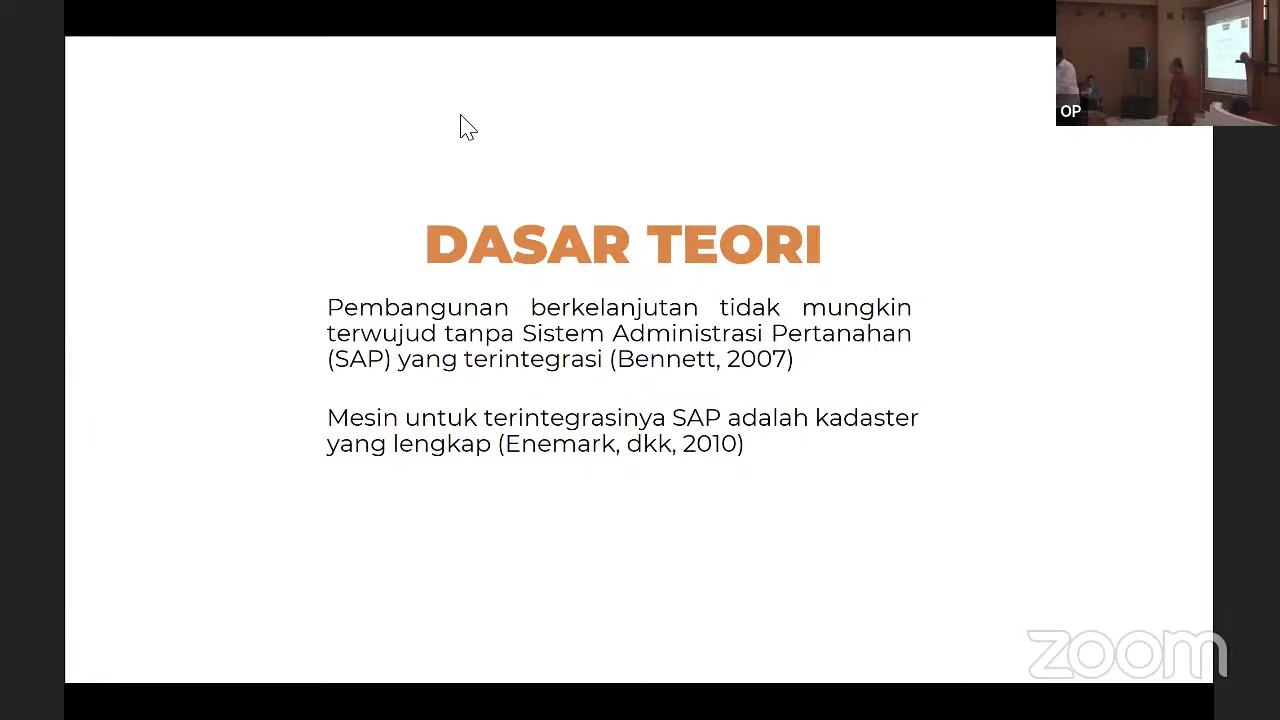 OP
DASAR TEORI
Pembangunan berkelanjutan tidak mungkin
terwujud tanpa Sistem Administrasi Pertanahan
(SAP) yang terintegrasi (Bennett, 2007)
Mesin untuk terintegrasinya SAP adalah kadaster
yang lengkap (Enemark, dkk, 2010)
zoom